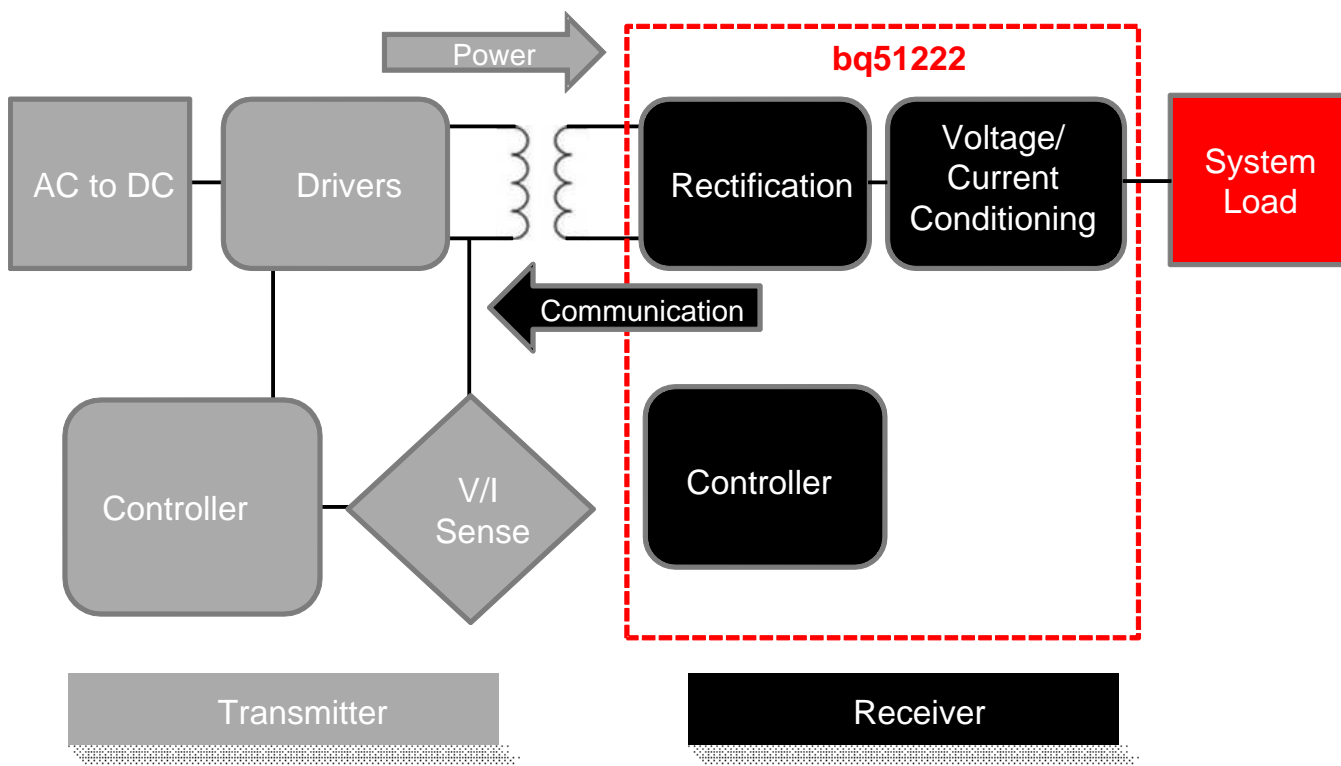 Power
bq51222
AC to DC
Drivers
Rectification
Voltage/
Current
Conditioning
System
Load
Communication
Controller
V/I
Sense
Controller
Transmitter
Receiver